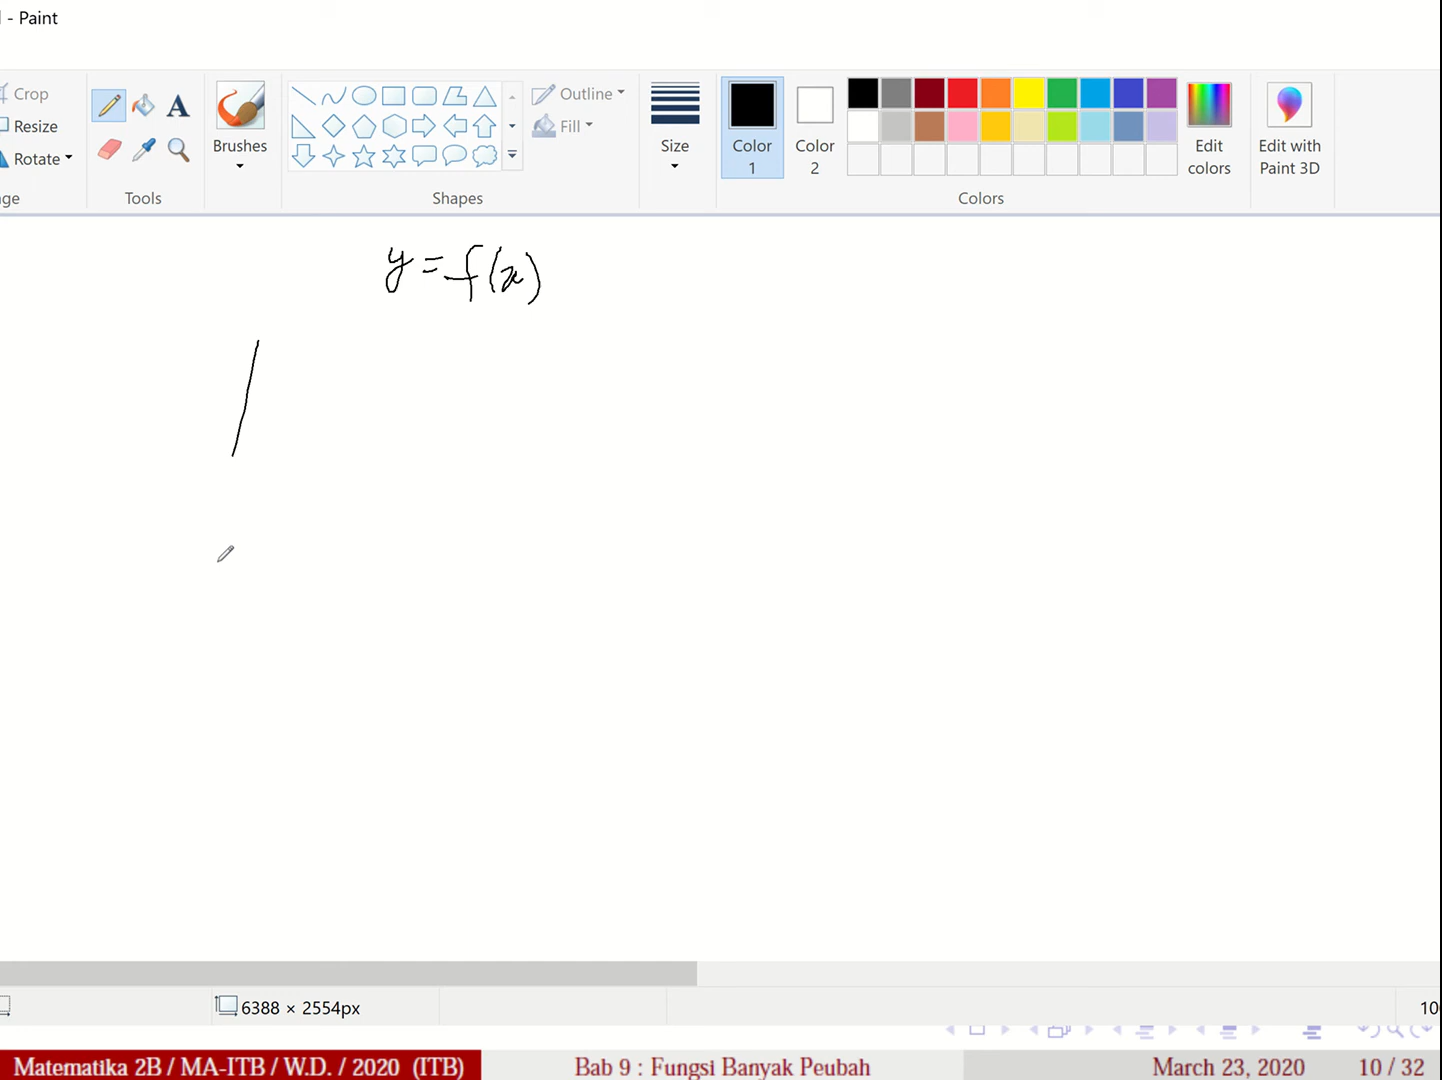 - Paint
Crop
Resize
Rotate
ge
Tools
Brushes
Shapes
Outline
Fill
Size
Color 1
Color 2
Edit colors
Edit with Paint 3D
Colors
y = f(x)
6388 × 2554px
10
Matematika 2B / MA-ITB / W.D. / 2020 (ITB) Bab 9 : Fungsi Banyak Peubah March 23, 2020 10 / 32